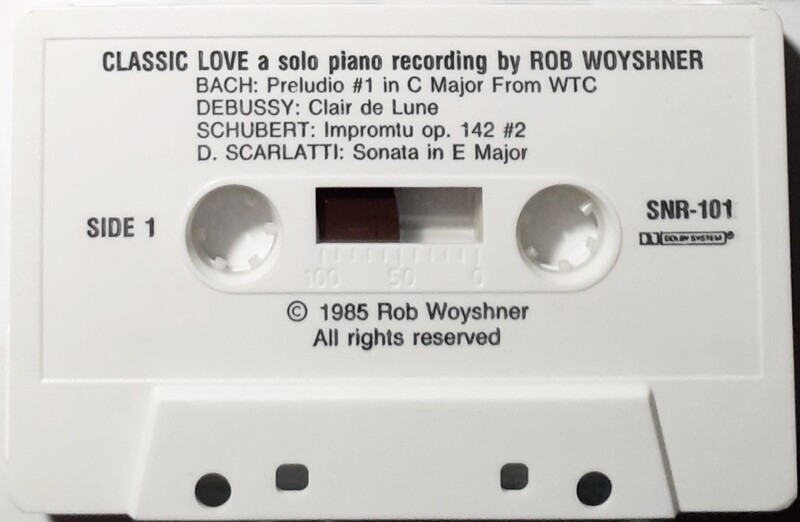 CLASSIC LOVE a solo piano recording by ROB WOYSHNER
BACH: Preludio #1 in C Major From WTC
DEBUSSY: Clair de Lune
SCHUBERT: Impromtu op. 142 #2
D. SCARLATTI: Sonata in E Major
SIDE 1
SNR-101
DOLBY SYSTEM
100 50 0
© 1985 Rob Woyshner
All rights reserved